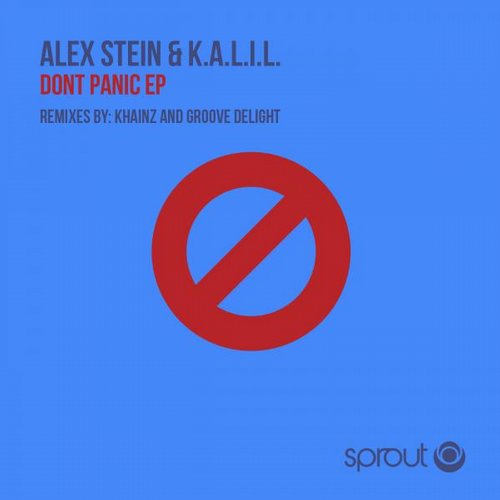 ALEX STEIN & K.A.L.I.L.
DONT PANIC EP
REMIXES BY: KHAINZ AND GROOVE DELIGHT
sprout